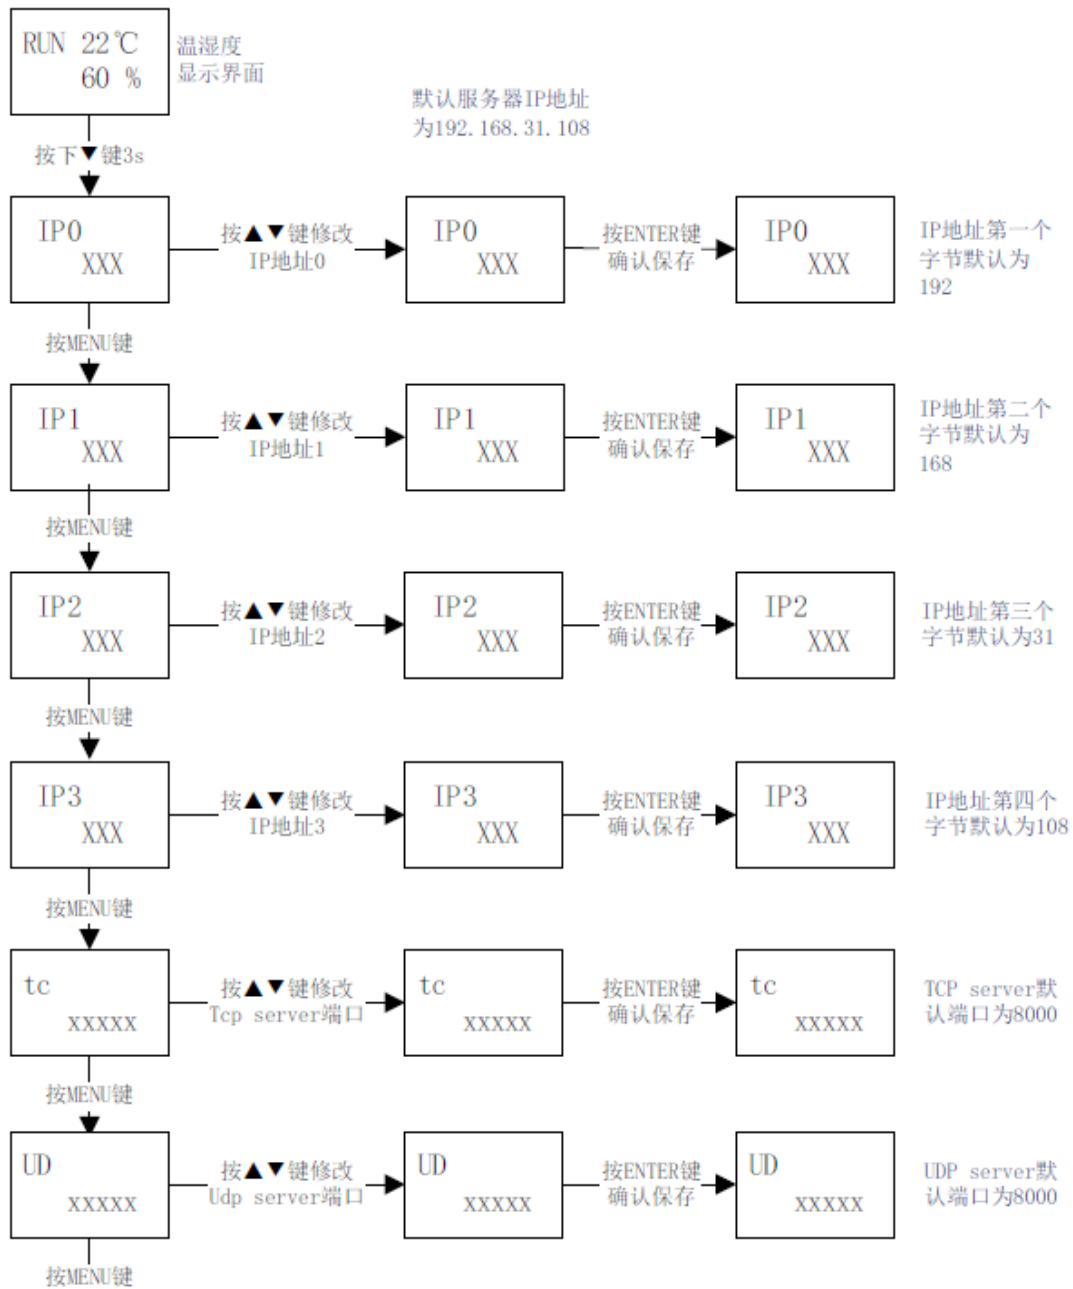 RUN 22℃
60 %
温湿度
显示界面
默认服务器IP地址
为192.168.31.108
按下▼键3s
IP0
XXX
按▲▼键修改
IP地址0
IP0
XXX
按ENTER键
确认保存
IP0
XXX
IP地址第一个
字节默认为
192
按MENU键
IP1
XXX
按▲▼键修改
IP地址1
IP1
XXX
按ENTER键
确认保存
IP1
XXX
IP地址第二个
字节默认为
168
按MENU键
IP2
XXX
按▲▼键修改
IP地址2
IP2
XXX
按ENTER键
确认保存
IP2
XXX
IP地址第三个
字节默认为31
按MENU键
IP3
XXX
按▲▼键修改
IP地址3
IP3
XXX
按ENTER键
确认保存
IP3
XXX
IP地址第四个
字节默认为108
按MENU键
tc
xxxxx
按▲▼键修改
Tcp server端口
tc
xxxxx
按ENTER键
确认保存
tc
xxxxx
TCP server默
认端口为8000
按MENU键
UD
xxxxx
按▲▼键修改
Udp server端口
UD
xxxxx
按ENTER键
确认保存
UD
xxxxx
UDP server默
认端口为8000
按MENU键